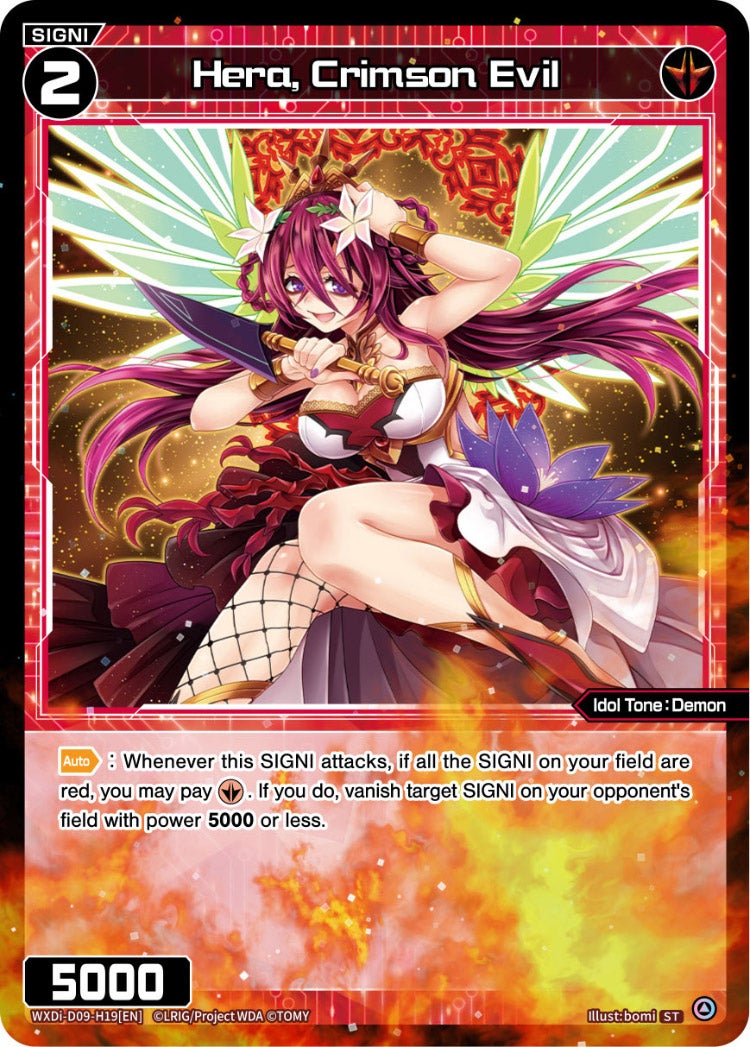 SIGNI
2
Hera, Crimson Evil
Idol Tone:Demon
Auto : Whenever this SIGNI attacks, if all the SIGNI on your field are
red, you may pay . If you do, vanish target SIGNI on your opponent's
field with power 5000 or less.
5000
WXDi-D09-H19[EN] ©LRIG/Project WDA ©TOMY
Illust:bomi ST